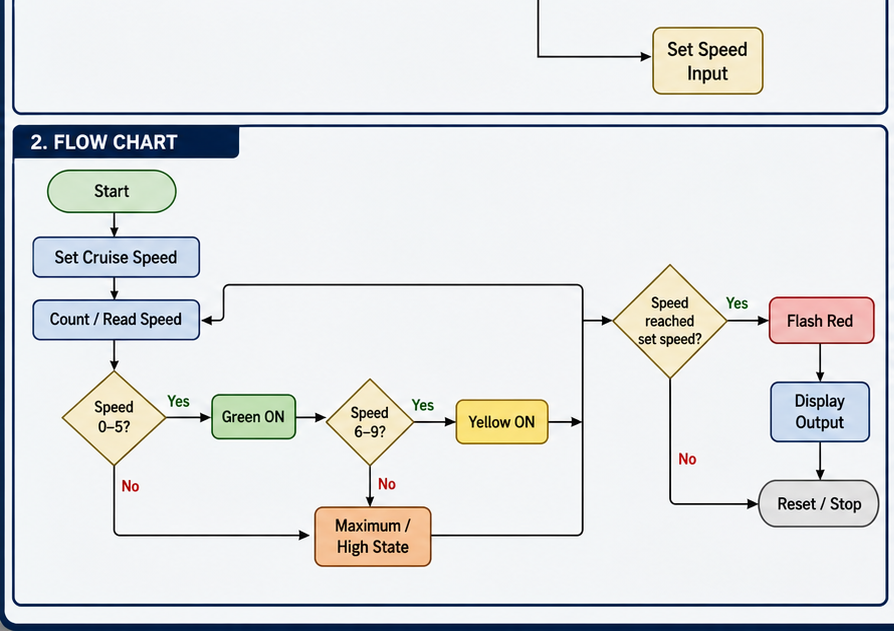 Set Speed
Input
2. FLOW CHART
Start
Set Cruise Speed
Count / Read Speed
Speed
0–5?
Yes
No
Green ON
Speed
6–9?
Yes
No
Yellow ON
Maximum /
High State
Speed
reached
set speed?
Yes
No
Flash Red
Display
Output
Reset / Stop